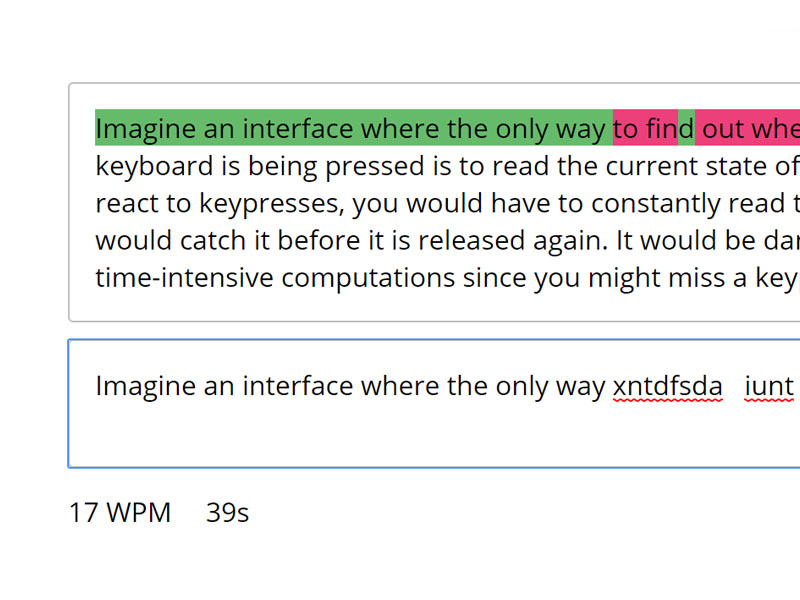 Imagine an interface where the only way to find out whe
keyboard is being pressed is to read the current state of
react to keypresses, you would have to constantly read t
would catch it before it is released again. It would be dan
time-intensive computations since you might miss a key
Imagine an interface where the only way xntdfsda   iunt
17 WPM 39s